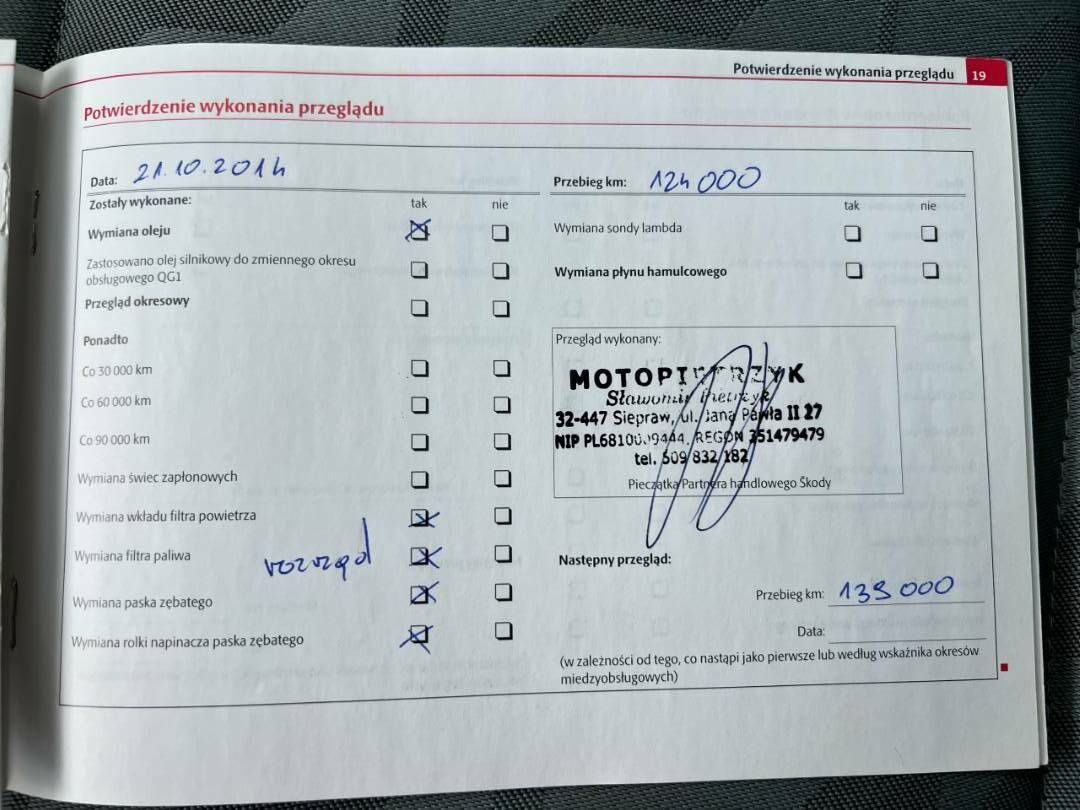 Potwierdzenie wykonania przeglądu 19
Potwierdzenie wykonania przeglądu
Data: 21.10.2014
Zostały wykonane: tak nie
Wymiana oleju
Zastosowano olej silnikowy do zmiennego okresu
obsługowego QG1
Przegląd okresowy
Ponadto
Co 30 000 km
Co 60 000 km
Co 90 000 km
Wymiana świec zapłonowych
Wymiana wkładu filtra powietrza
Wymiana filtra paliwa
rozrząd
Wymiana paska zębatego
Wymiana rolki napinacza paska zębatego
Przebieg km: 124 000
tak nie
Wymiana sondy lambda
Wymiana płynu hamulcowego
Przegląd wykonany:
MOTOPIETRZYK
Sławomir Pietrzyk
32-447 Siepraw, ul. Jana Pawła II 27
NIP REGON 351479479
tel. 509 832 182
Pieczątka Partnera handlowego Škody
Następny przegląd:
Przebieg km: 139 000
Data:
(w zależności od tego, co nastąpi jako pierwsze lub według wskaźnika okresów
miedzyobsługowych)